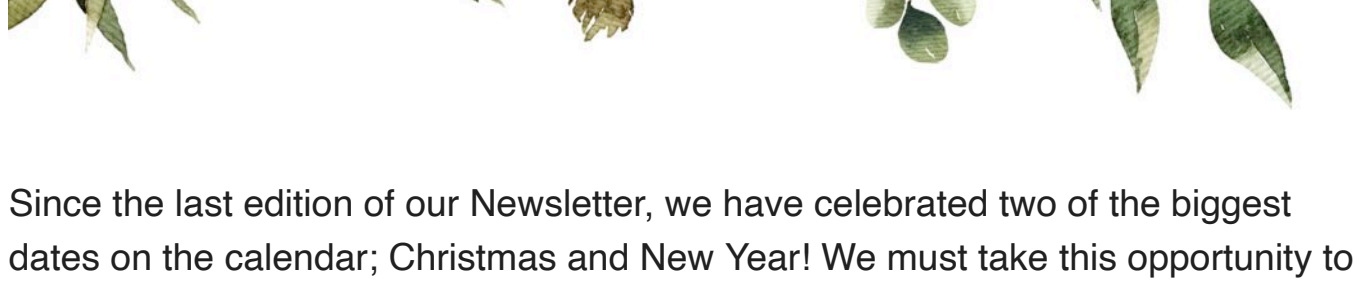 Since the last edition of our Newsletter, we have celebrated two of the biggest
dates on the calendar; Christmas and New Year! We must take this opportunity to